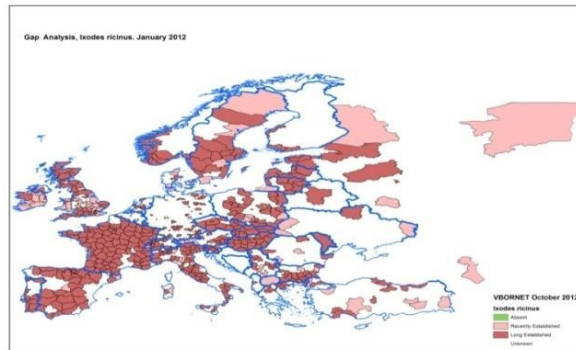 Gap Analysis, Ixodes ricinus. January 2012
VBORNET October 2012
Ixodes ricinus
Absent
Recently Established
Long Established
Unknown